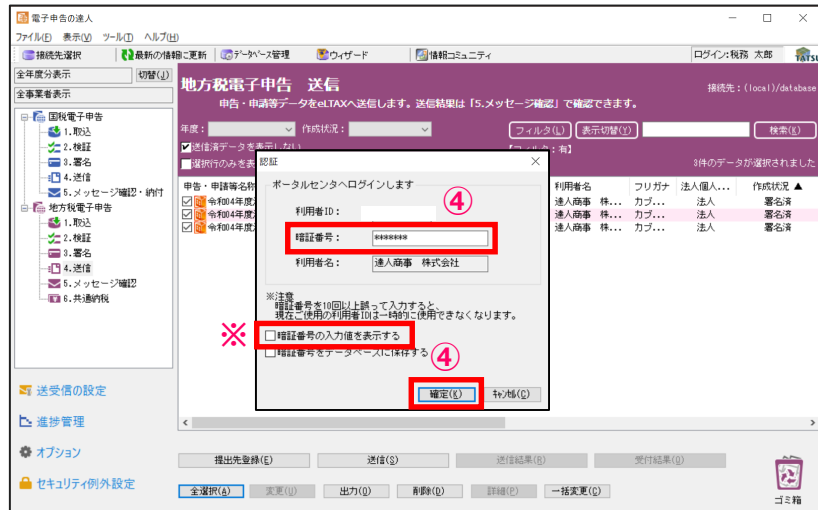 電子申告の達人
ファイル(F) 表示(V) ツール(T) ヘルプ(H)
接続先選択 最新の情報に更新 データベース管理 ウィザード 情報コミュニティ ログイン:税務 太郎 TATSU
全年度分表示 切替(J)
全事業者表示
国税電子申告
1.取込
2.検証
3.署名
4.送信
5.メッセージ確認・納付
地方税電子申告
1.取込
2.検証
3.署名
4.送信
5.メッセージ確認
6.共通納税
送受信の設定
進捗管理
オプション
セキュリティ例外設定
地方税電子申告 送信
接続先:(local)/database
申告・申請等データをeLTAXへ送信します。送信結果は「5.メッセージ確認」で確認できます。
年度: 作成状況: フィルタ(L) 表示切替(Y) 検索(K)
送信済データを表示しない
選択行のみを表 3件のデータが選択されました
申告・申請等名称 利用者名 フリガナ 法人個人... 作成状況 ▲
令和04年度 達人商事 株... カブ... 法人 署名済
令和04年度 達人商事 株... カブ... 法人 署名済
令和04年度 達人商事 株... カブ... 法人 署名済
認証
ポータルセンタへログインします
利用者ID:
④
暗証番号: *******
利用者名: 達人商事 株式会社
※注意
暗証番号を10回以上誤って入力すると、
現在ご使用の利用者IDは一時的に使用できなくなります。
※
暗証番号の入力値を表示する
暗証番号をデータベースに保存する
④
確定(K) キャンセル(C)
提出先登録(E) 送信(S) 送信結果(R) 受付結果(Q)
全選択(A) 変更(U) 出力(O) 削除(D) 詳細(P) 一括変更(C)
ゴミ箱